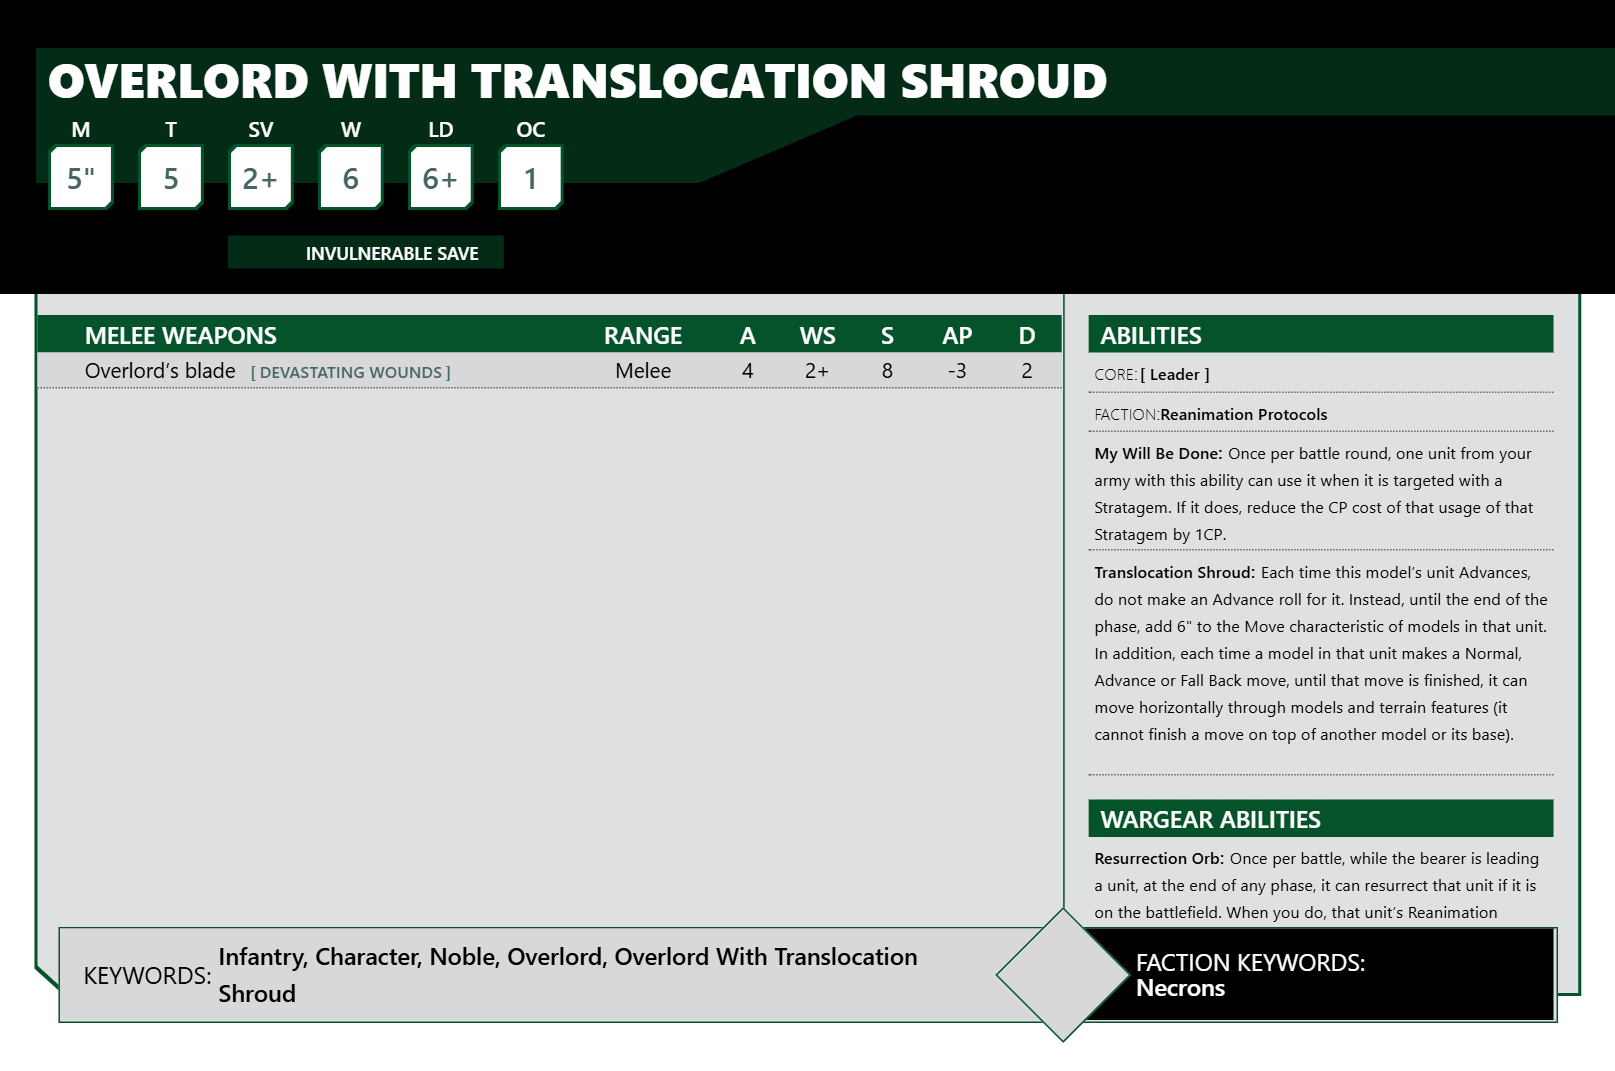 OVERLORD WITH TRANSLOCATION SHROUD
M T SV W LD OC
5" 5 2+ 6 6+ 1
INVULNERABLE SAVE
MELEE WEAPONS RANGE A WS S AP D
Overlord’s blade [ DEVASTATING WOUNDS ] Melee 4 2+ 8 -3 2
ABILITIES
CORE: [ Leader ]
FACTION:Reanimation Protocols
My Will Be Done: Once per battle round, one unit from your
army with this ability can use it when it is targeted with a
Stratagem. If it does, reduce the CP cost of that usage of that
Stratagem by 1CP.
Translocation Shroud: Each time this model’s unit Advances,
do not make an Advance roll for it. Instead, until the end of the
phase, add 6" to the Move characteristic of models in that unit.
In addition, each time a model in that unit makes a Normal,
Advance or Fall Back move, until that move is finished, it can
move horizontally through models and terrain features (it
cannot finish a move on top of another model or its base).
WARGEAR ABILITIES
Resurrection Orb: Once per battle, while the bearer is leading
a unit, at the end of any phase, it can resurrect that unit if it is
on the battlefield. When you do, that unit’s Reanimation
KEYWORDS: Infantry, Character, Noble, Overlord, Overlord With Translocation
Shroud
FACTION KEYWORDS:
Necrons